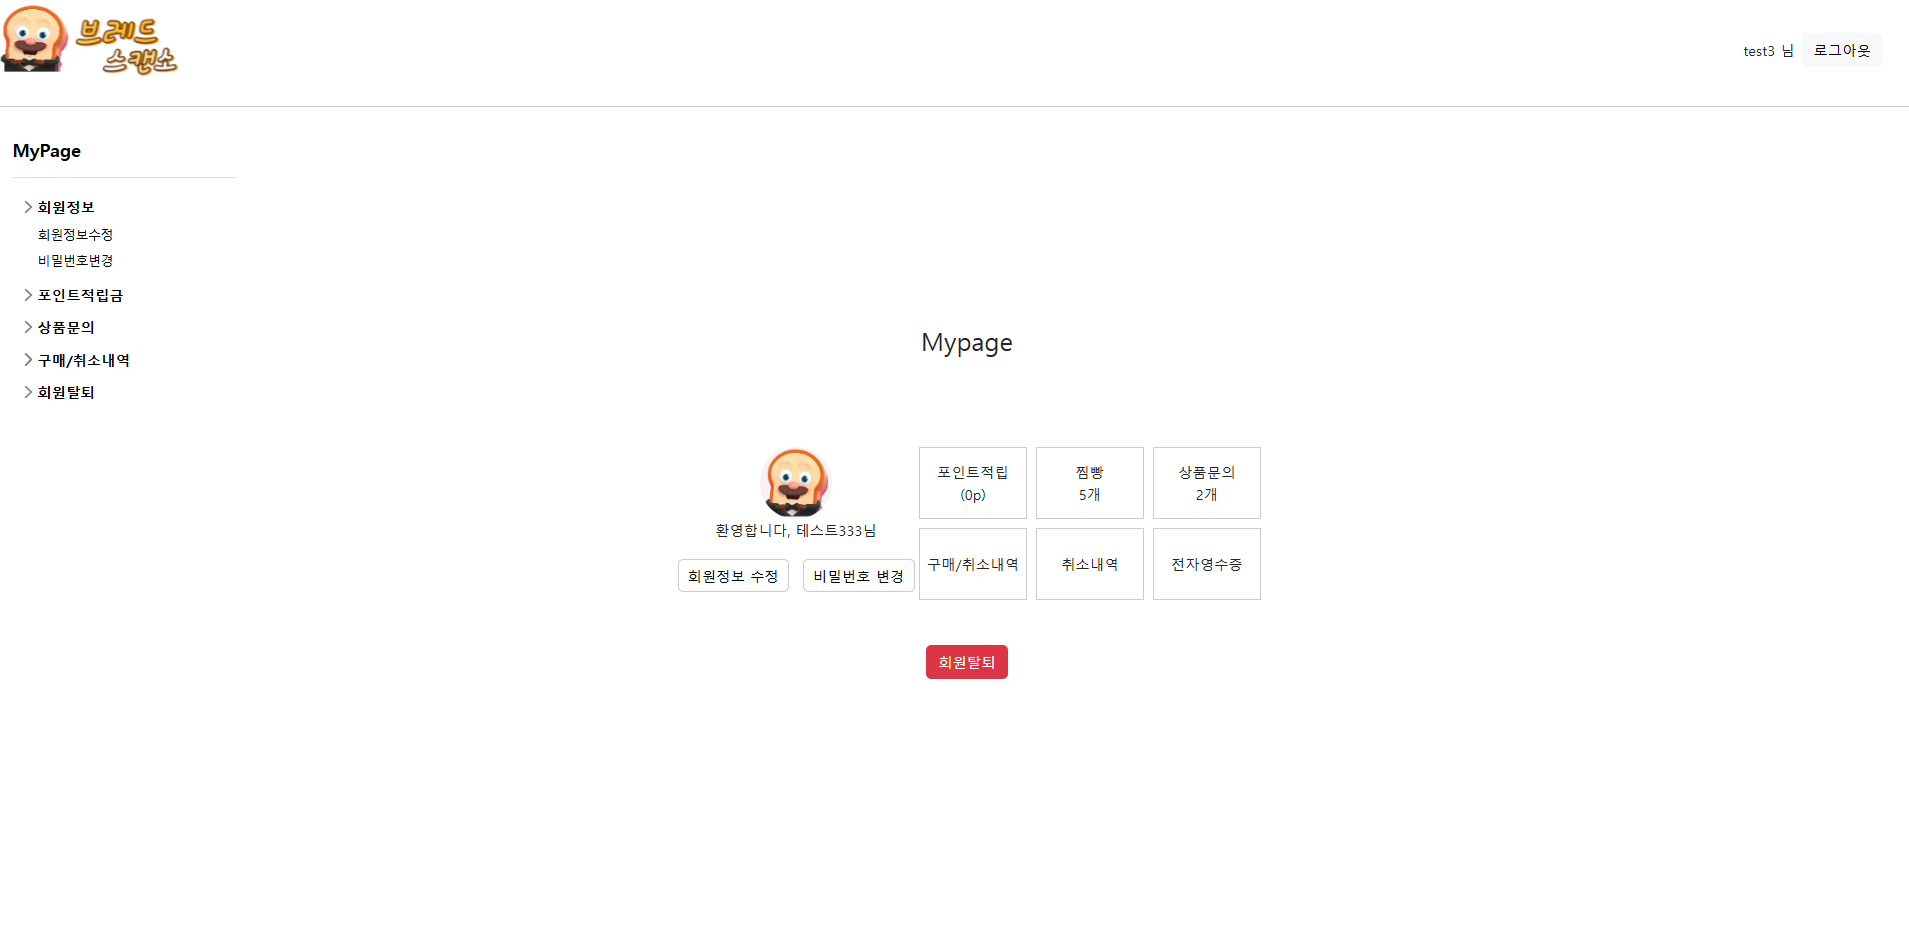 브레드
스캔소
test3 님
로그아웃
MyPage
회원정보
회원정보수정
비밀번호변경
포인트적립금
상품문의
구매/취소내역
회원탈퇴
Mypage
환영합니다, 테스트333님
회원정보 수정
비밀번호 변경
포인트적립
(0p)
찜빵
5개
상품문의
2개
구매/취소내역
취소내역
전자영수증
회원탈퇴